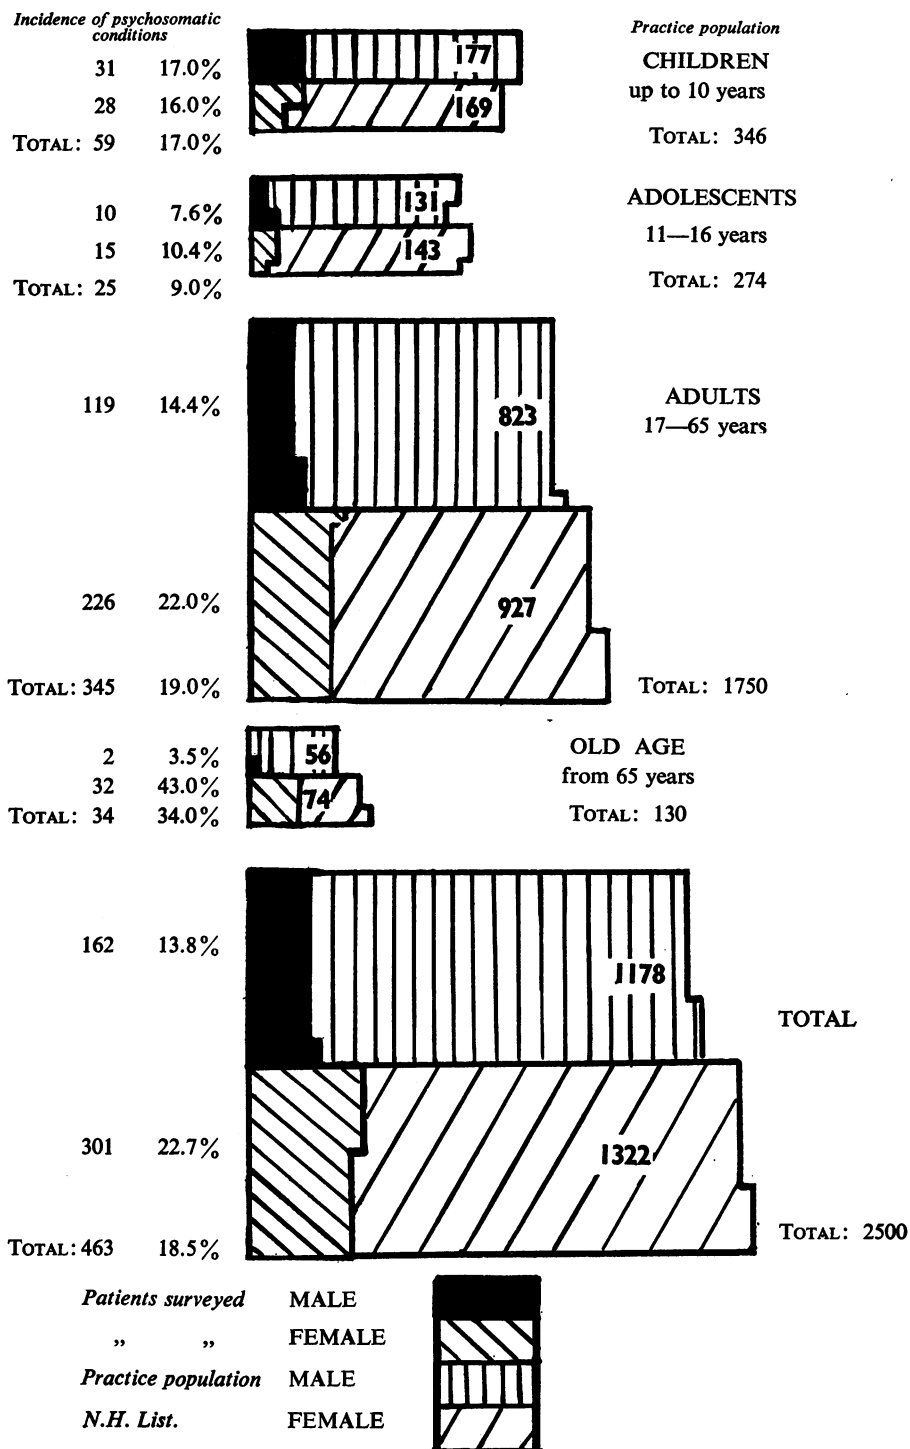 Incidence of psychosomatic
conditions
Practice population
31 17.0% 177 CHILDREN
up to 10 years
28 16.0% 169
TOTAL: 59 17.0% TOTAL: 346
10 7.6% 131 ADOLESCENTS
11—16 years
15 10.4% 143
TOTAL: 25 9.0% TOTAL: 274
119 14.4% 823 ADULTS
17—65 years
226 22.0% 927
TOTAL: 345 19.0% TOTAL: 1750
2 3.5% 56 OLD AGE
from 65 years
32 43.0% 74
TOTAL: 34 34.0% TOTAL: 130
162 13.8% 1178
TOTAL
301 22.7% 1322
TOTAL: 463 18.5% TOTAL: 2500
Patients surveyed MALE
„ „ FEMALE
Practice population MALE
N.H. List. FEMALE